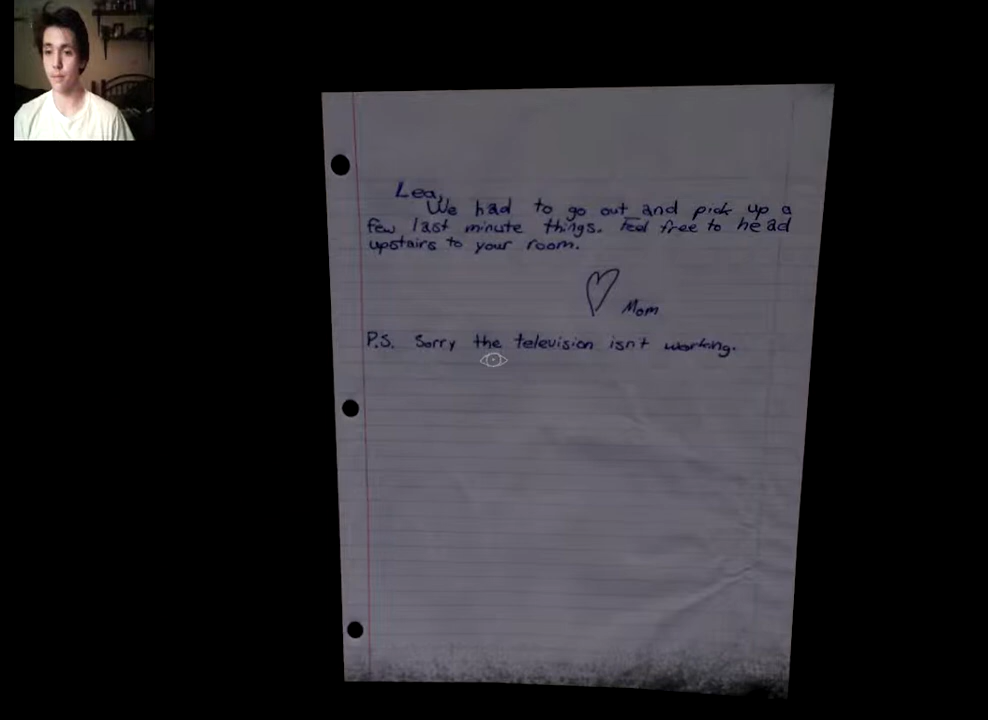 Lea,
We had to go out and pick up a
few last minute things. Feel free to head
upstairs to your room.
Mom
P.S. Sorry the television isn't working.